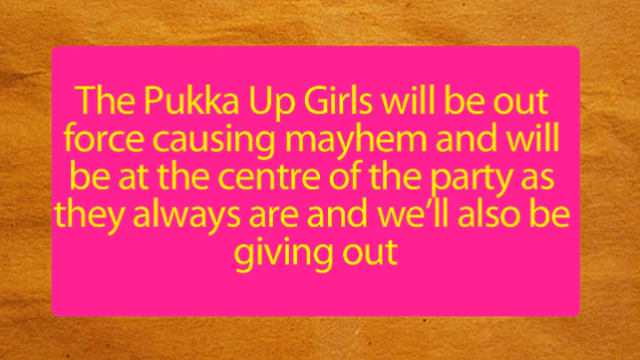 The Pukka Up Girls will be out
force causing mayhem and will
be at the centre of the party as
they always are and we’ll also be
giving out